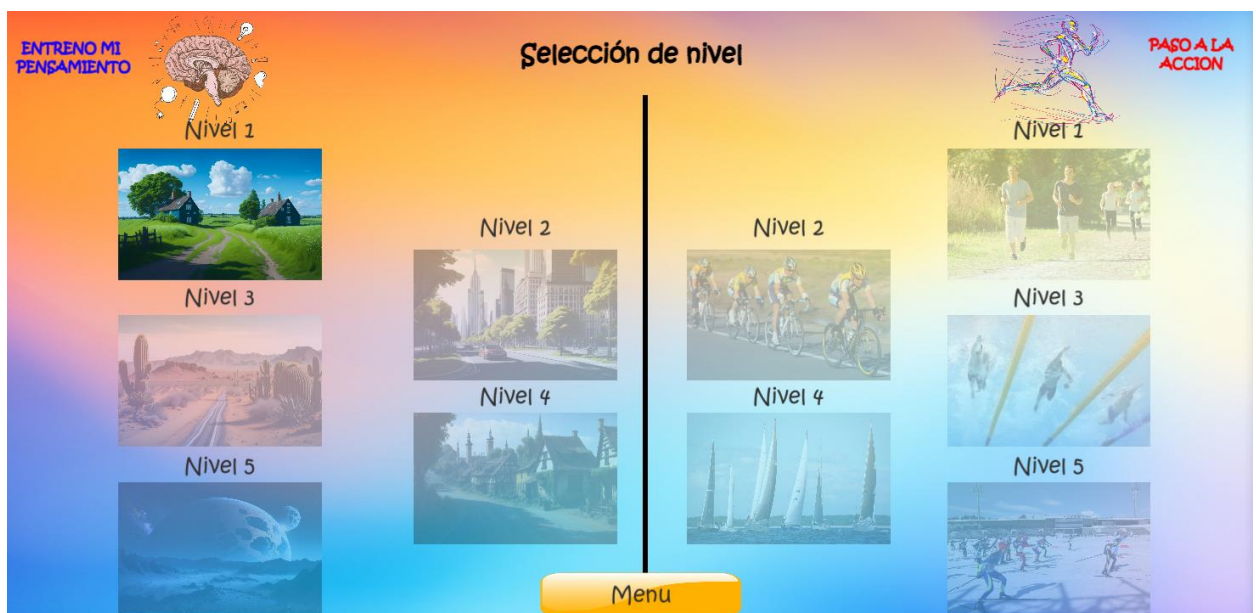 ENTRENO MI
PENSAMIENTO
Selección de nivel
PASO A LA
ACCION
Nivel 1
Nivel 2
Nivel 3
Nivel 4
Nivel 5
Nivel 1
Nivel 2
Nivel 3
Nivel 4
Nivel 5
Menu